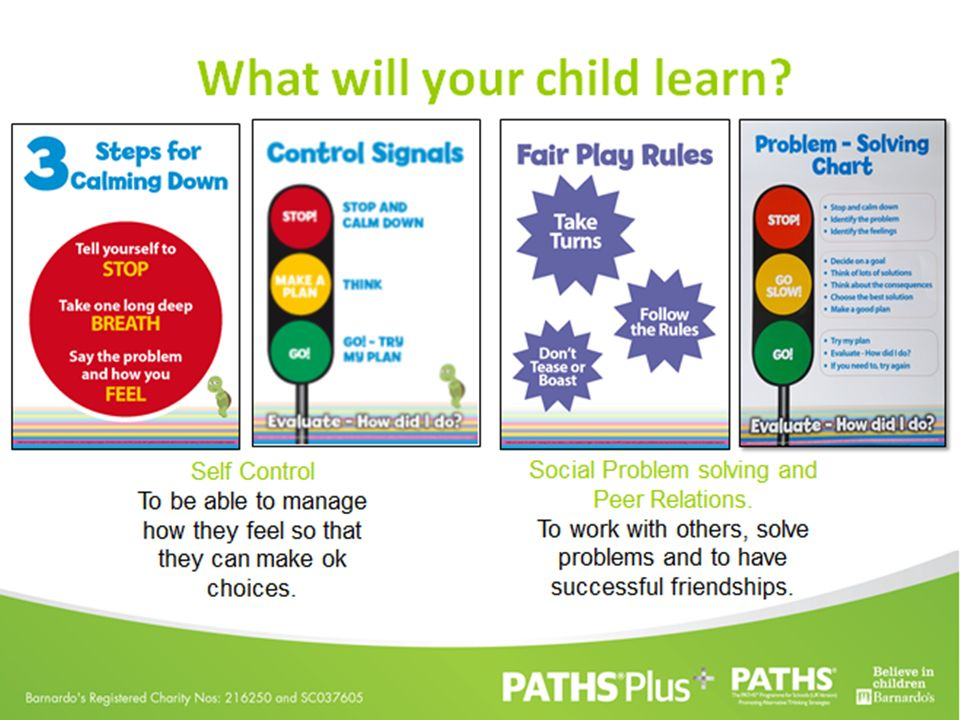 What will your child learn?
3 Steps for
Calming Down
Tell yourself to
STOP
Take one long deep
BREATH
Say the problem
and how you
FEEL
Control Signals
STOP!
STOP AND
CALM DOWN
MAKE A
PLAN
THINK
GO!
GO! - TRY
MY PLAN
Evaluate - How did I do?
Fair Play Rules
Take
Turns
Follow
the Rules
Don't
Tease or
Boast
Problem - Solving
Chart
STOP!
• Stop and calm down
• Identify the problem
• Identify the feelings
GO
SLOW!
• Decide on a goal
• Think of lots of solutions
• Think about the consequences
• Choose the best solution
• Make a good plan
GO!
• Try my plan
• Evaluate - How did I do?
• If you need to, try again
Evaluate - How did I do?
Self Control
To be able to manage
how they feel so that
they can make ok
choices.
Social Problem solving and
Peer Relations.
To work with others, solve
problems and to have
successful friendships.
Barnardo's Registered Charity Nos: 216250 and SC037605
PATHS® Plus+
PATHS®
The PATHS® Programme for Schools (UK Version)
Promoting Alternative Thinking Strategies
Believe in
children
Barnardo's